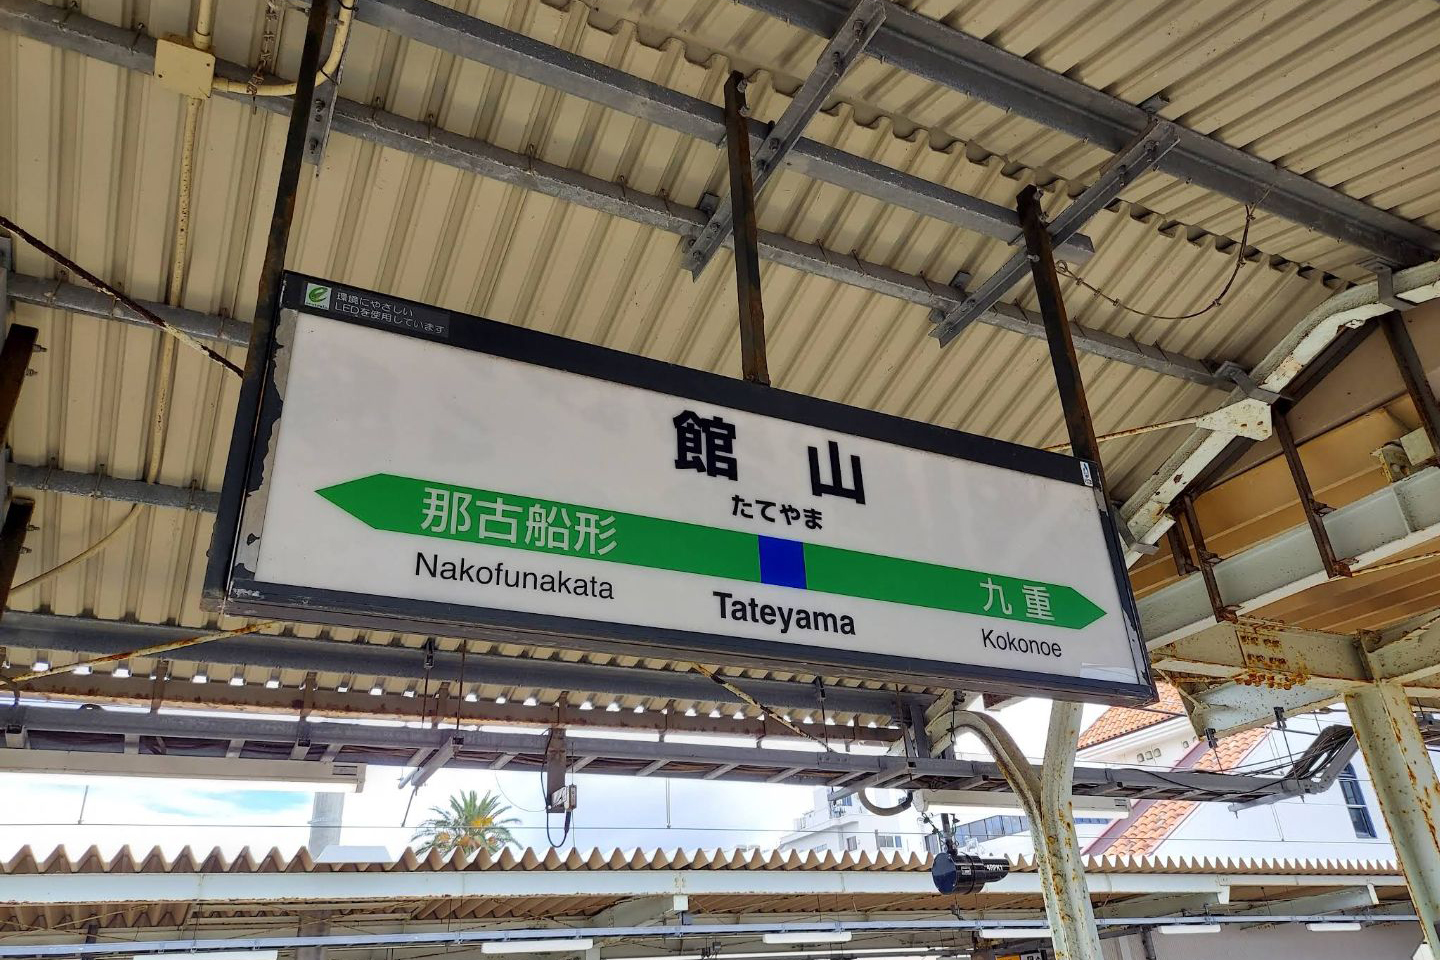 環境にやさしい
LEDを使用しています
館山
たてやま
那古船形
九重
Nakofunakata
Tateyama
Kokonoe